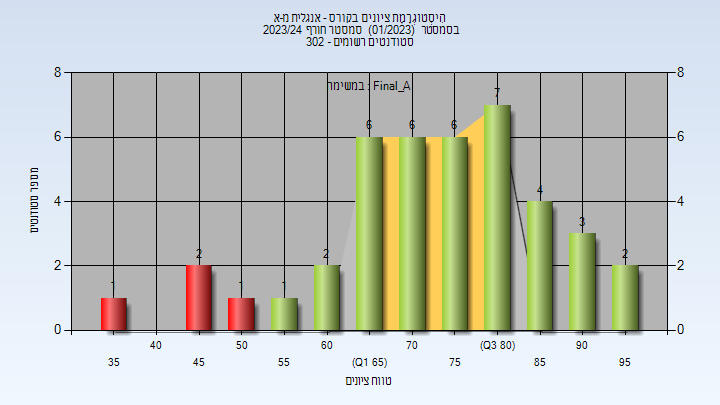 היסטוגרמת ציונים בקורס - אנגלית מ-א
בסמסטר (01/2023) סמסטר חורף 2023/24
סטודנטים רשומים - 302
במשימה : Final_A
מספר סטודנטים
8 8
6 6
4 4
2 2
0 0
1 2 1 1 2 6 6 6 7 4 3 2
35 40 45 50 55 60 (Q1 65) 70 75 (Q3 80) 85 90 95
טווח ציונים